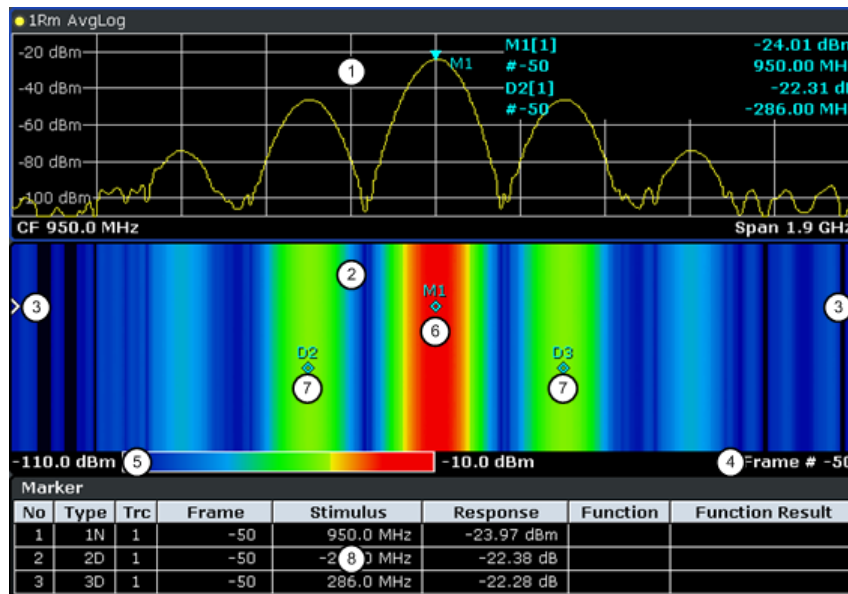 1Rm AvgLog
M1[1] -24.01 dBm
-20 dBm
M1
1
#-50 950.00 MH
D2[1] -22.31 d
-40 dBm
#-50 -286.00 MH
-60 dBm
-80 dBm
-100 dBm
CF 950.0 MHz Span 1.9 GHz
2
M1
3 3
6
D2 D3
7 7
-110.0 dBm 5 -10.0 dBm 4 Frame # -50
Marker
No Type Trc Frame Stimulus Response Function Function Result
1 1N 1 -50 950.0 MHz -23.97 dBm
2 2D 1 -50 -2 8 MHz -22.38 dB
3 3D 1 -50 286.0 MHz -22.28 dB